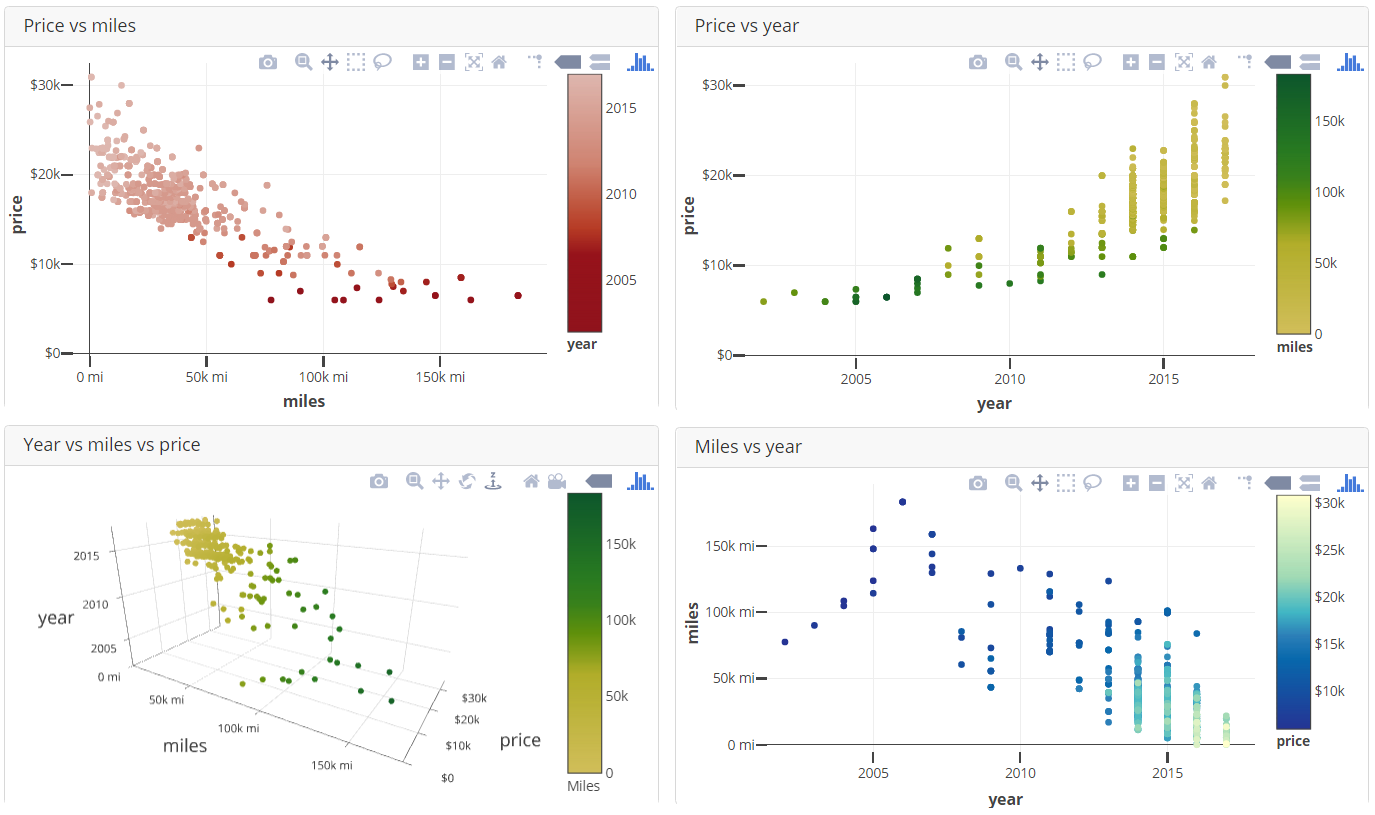 Price vs miles
$30k
$20k
$10k
$0
price
0 mi
50k mi
100k mi
150k mi
miles
2015
2010
2005
year
Price vs year
$30k
$20k
$10k
$0
price
2005
2010
2015
year
150k
100k
50k
0
miles
Year vs miles vs price
2015
2010
2005
year
0 mi
50k mi
100k mi
150k mi
miles
$30k
$20k
$10k
$0
price
150k
100k
50k
0
Miles
Miles vs year
150k mi
100k mi
50k mi
0 mi
miles
2005
2010
2015
year
$30k
$25k
$20k
$15k
$10k
price